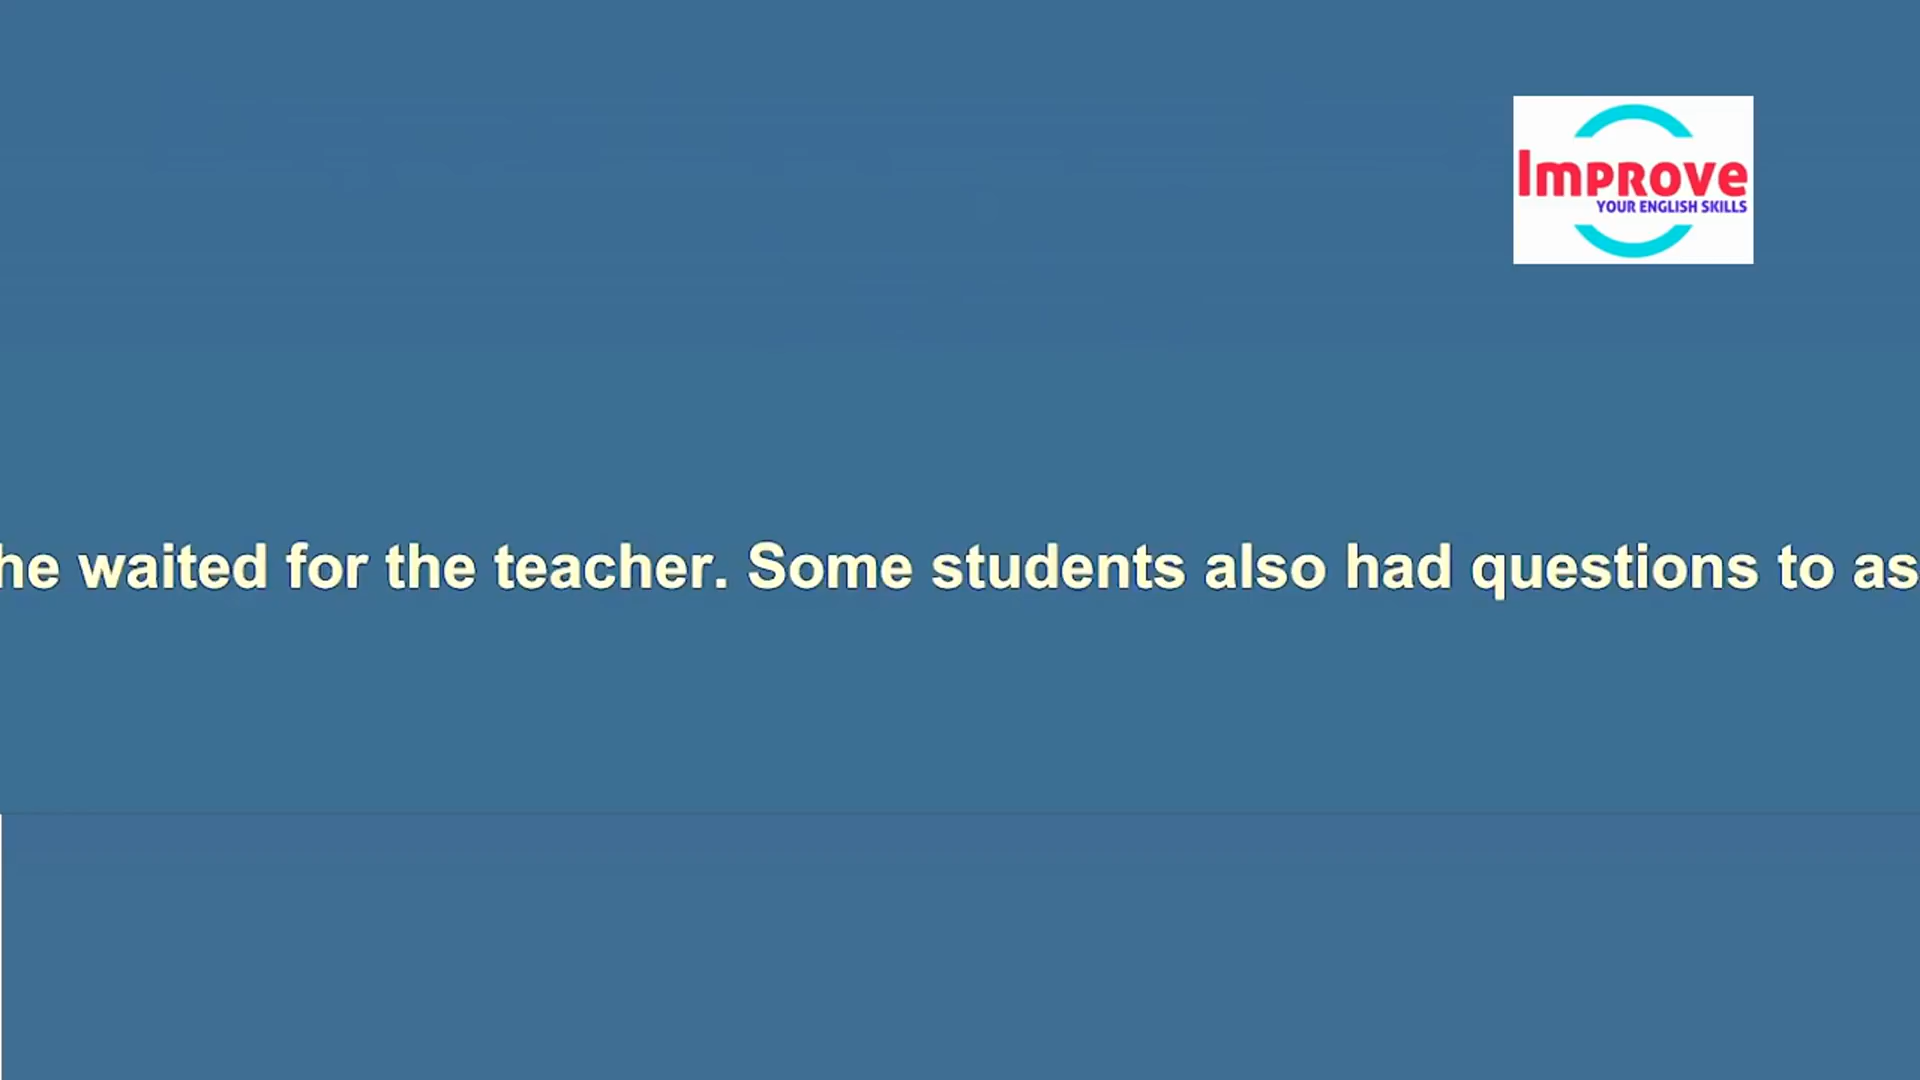 Improve
YOUR ENGLISH SKILLS
he waited for the teacher. Some students also had questions to as